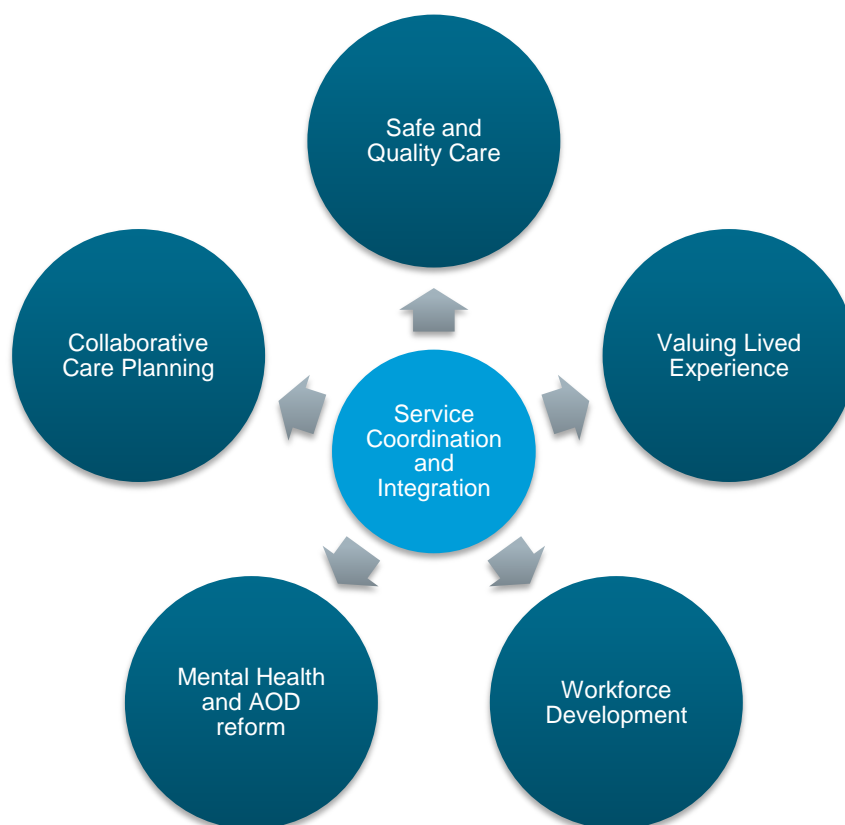 Safe and
Quality Care
Collaborative
Care Planning
Valuing Lived
Experience
Service
Coordination
and
Integration
Mental Health
and AOD
reform
Workforce
Development